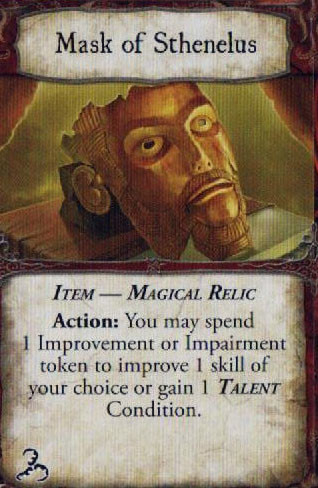 Mask of Sthenelus
Item — Magical Relic
Action: You may spend
1 Improvement or Impairment
token to improve 1 skill of
your choice or gain 1 Talent
Condition.